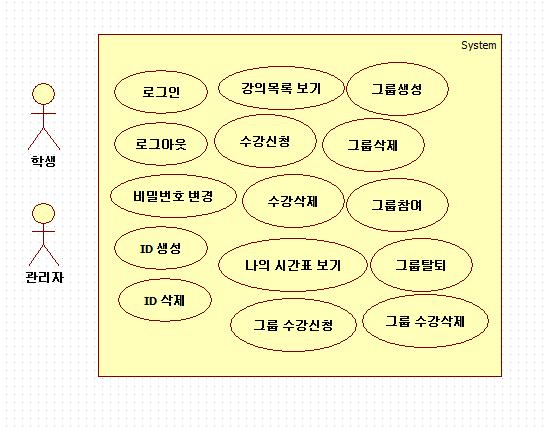 System
로그인
강의목록 보기
그룹생성
로그아웃
수강신청
그룹삭제
학생
비밀번호 변경
수강삭제
그룹참여
관리자
ID 생성
나의 시간표 보기
그룹탈퇴
ID 삭제
그룹 수강신청
그룹 수강삭제